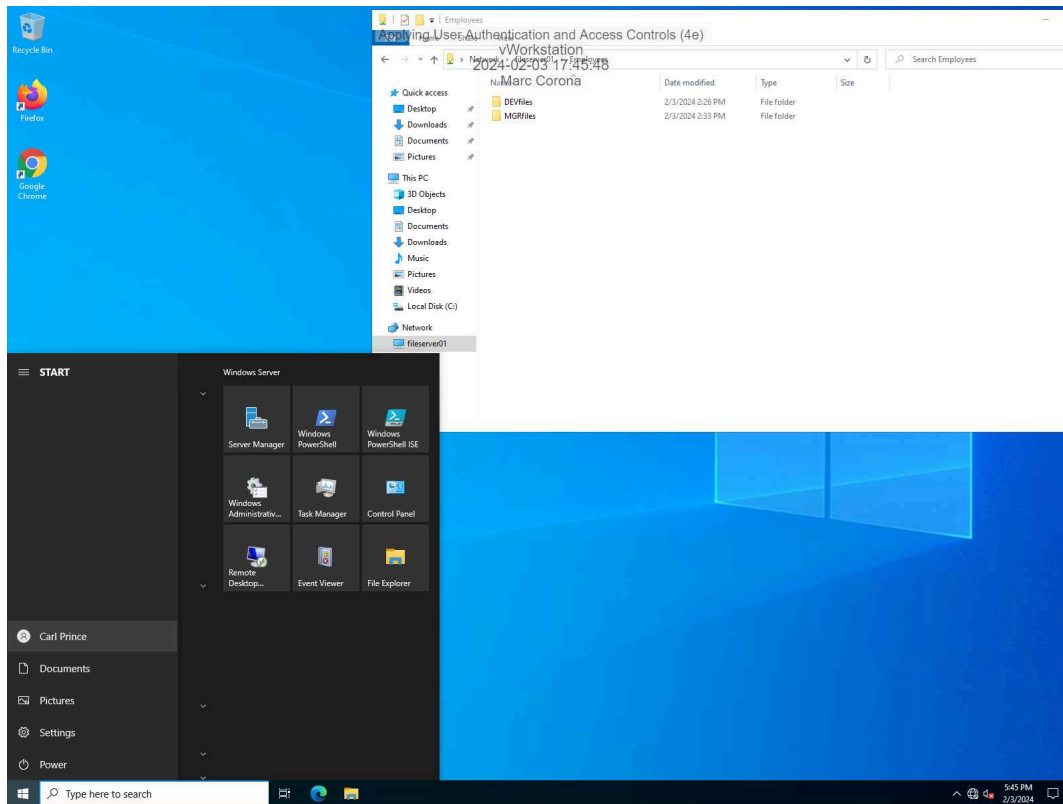 Recycle Bin
Firefox
Google
Chrome
Employees
Applying User Authentication and Access Controls (4e)
vWorkstation
2024-02-03 17:45:48
Marc Corona
Search Employees
Date modified
Type
Size
Quick access
Desktop
Downloads
Documents
Pictures
This PC
3D Objects
Desktop
Documents
Downloads
Music
Pictures
Videos
Local Disk (C:)
Network
fileserver01
DEVfiles 2/3/2024 2:26 PM File folder
MGRfiles 2/3/2024 2:33 PM File folder
START
Windows Server
Server Manager
Windows
PowerShell
Windows
PowerShell ISE
Windows
Administrativ...
Task Manager
Control Panel
Remote
Desktop...
Event Viewer
File Explorer
Carl Prince
Documents
Pictures
Settings
Power
Type here to search
5:45 PM
2/3/2024